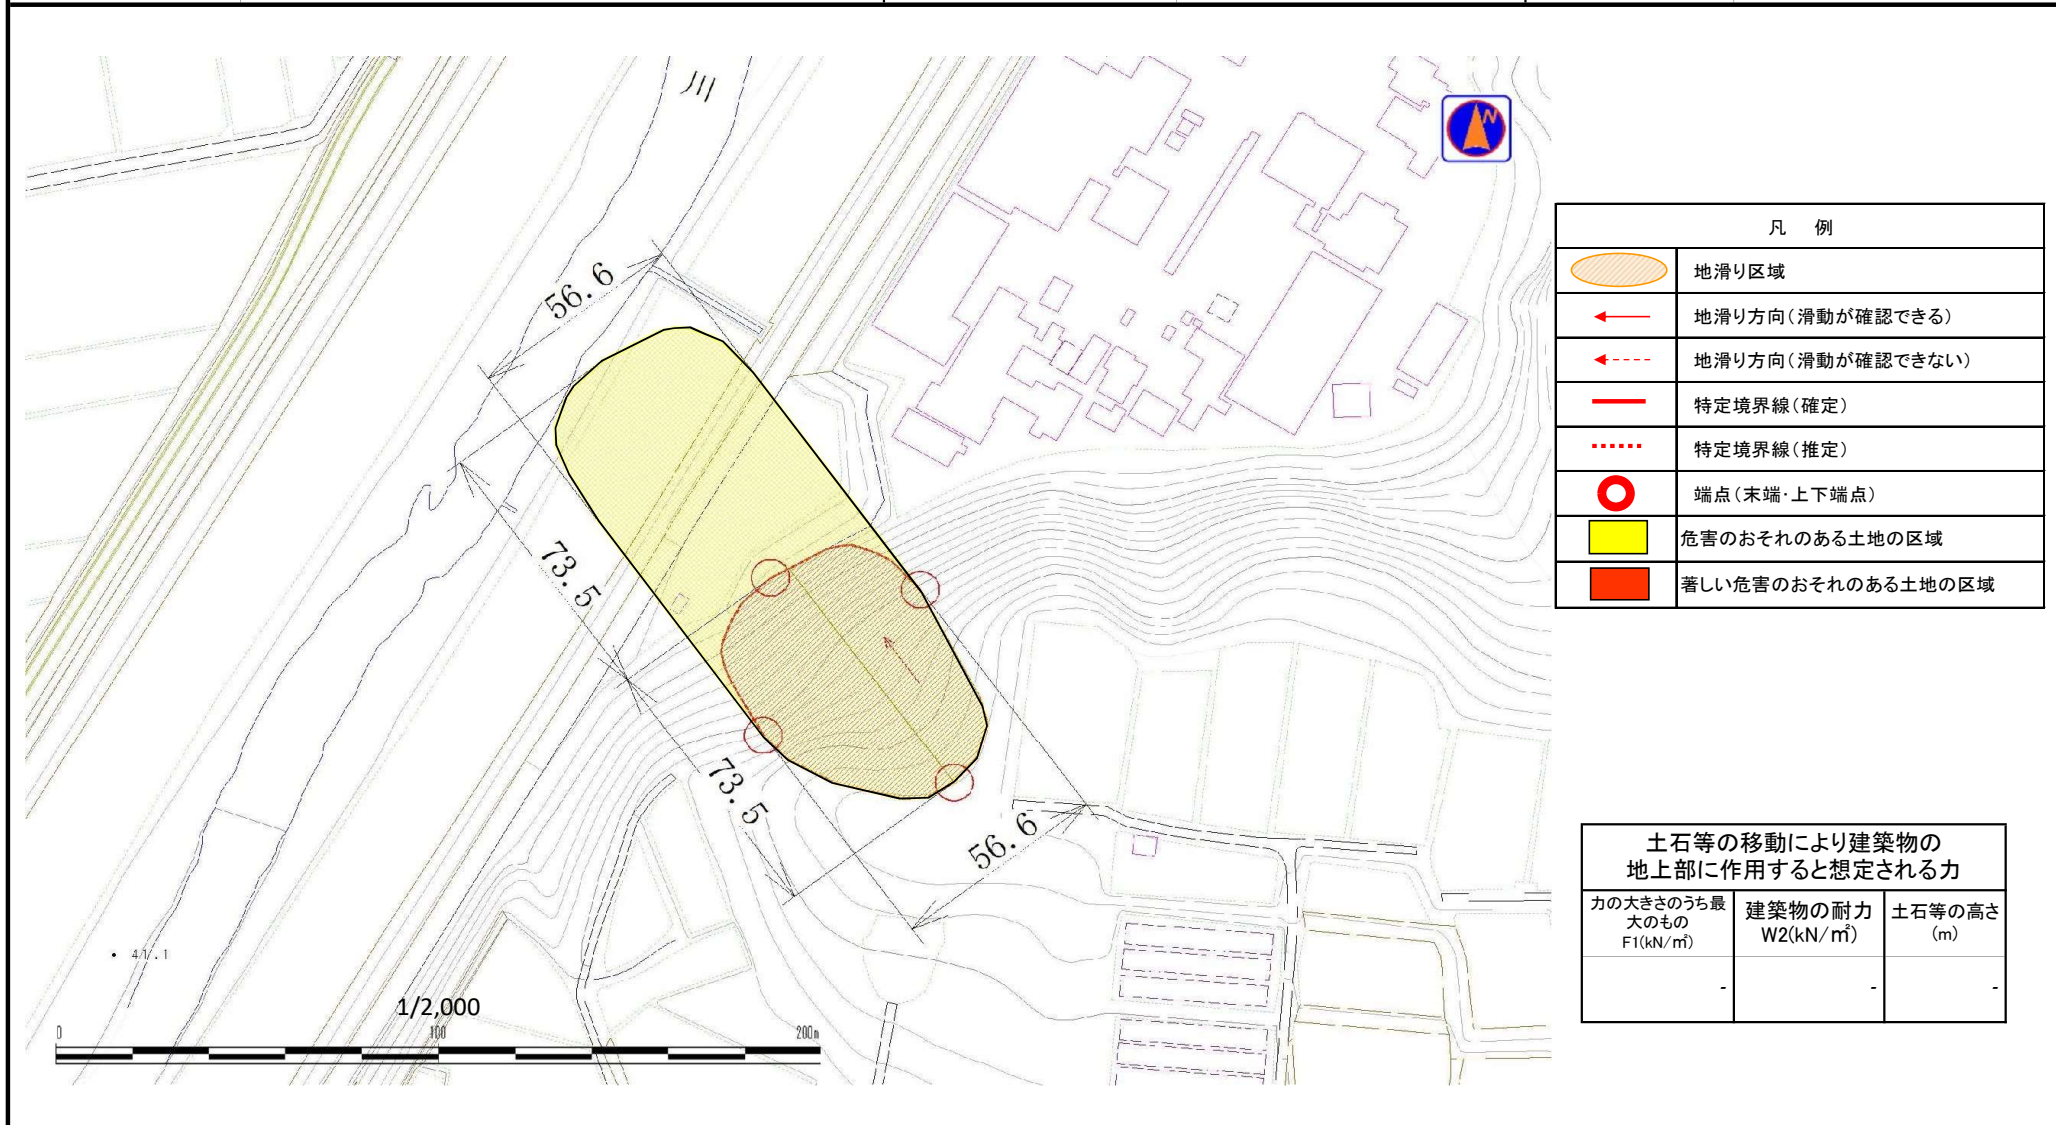 川
N
56.6
73.5
73.5
56.6
1/2,000
0 100 200m
凡 例
地滑り区域
地滑り方向(滑動が確認できる)
地滑り方向(滑動が確認できない)
特定境界線(確定)
特定境界線(推定)
端点(末端・上下端点)
危害のおそれのある土地の区域
著しい危害のおそれのある土地の区域
土石等の移動により建築物の
地上部に作用すると想定される力
力の大きさのうち最
大のもの
F1(kN/㎡)
建築物の耐力
W2(kN/㎡)
土石等の高さ
(m)
- - -